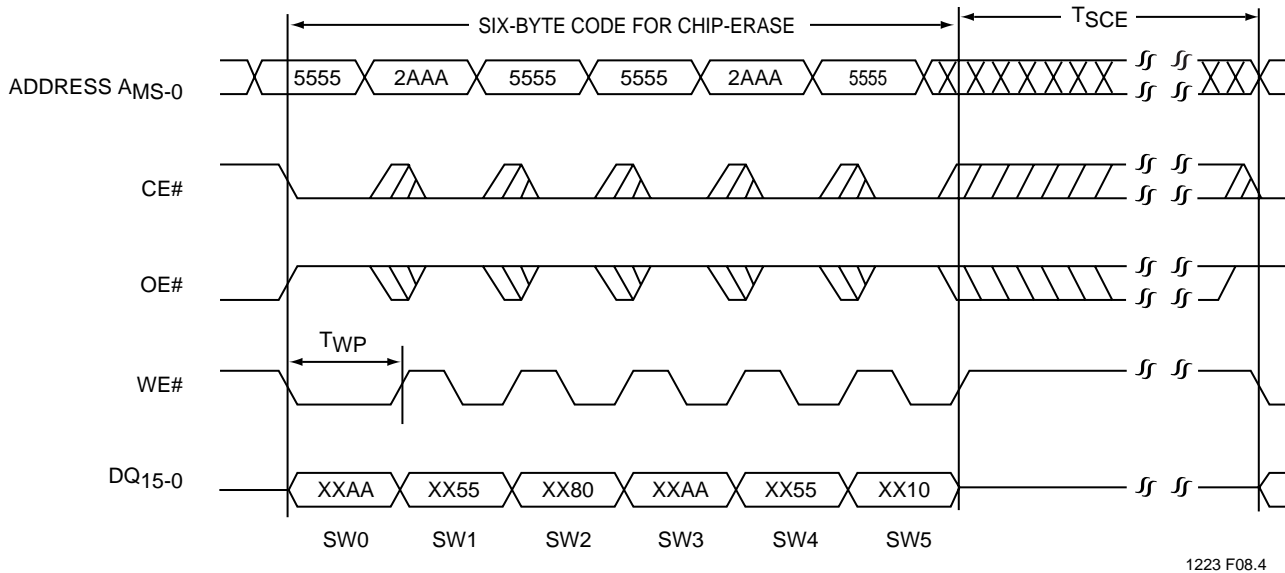 SIX-BYTE CODE FOR CHIP-ERASE
TSCE
ADDRESS AMS-0
5555 2AAA 5555 5555 2AAA 5555
CE#
OE#
TWP
WE#
DQ15-0
XXAA XX55 XX80 XXAA XX55 XX10
SW0 SW1 SW2 SW3 SW4 SW5
1223 F08.4